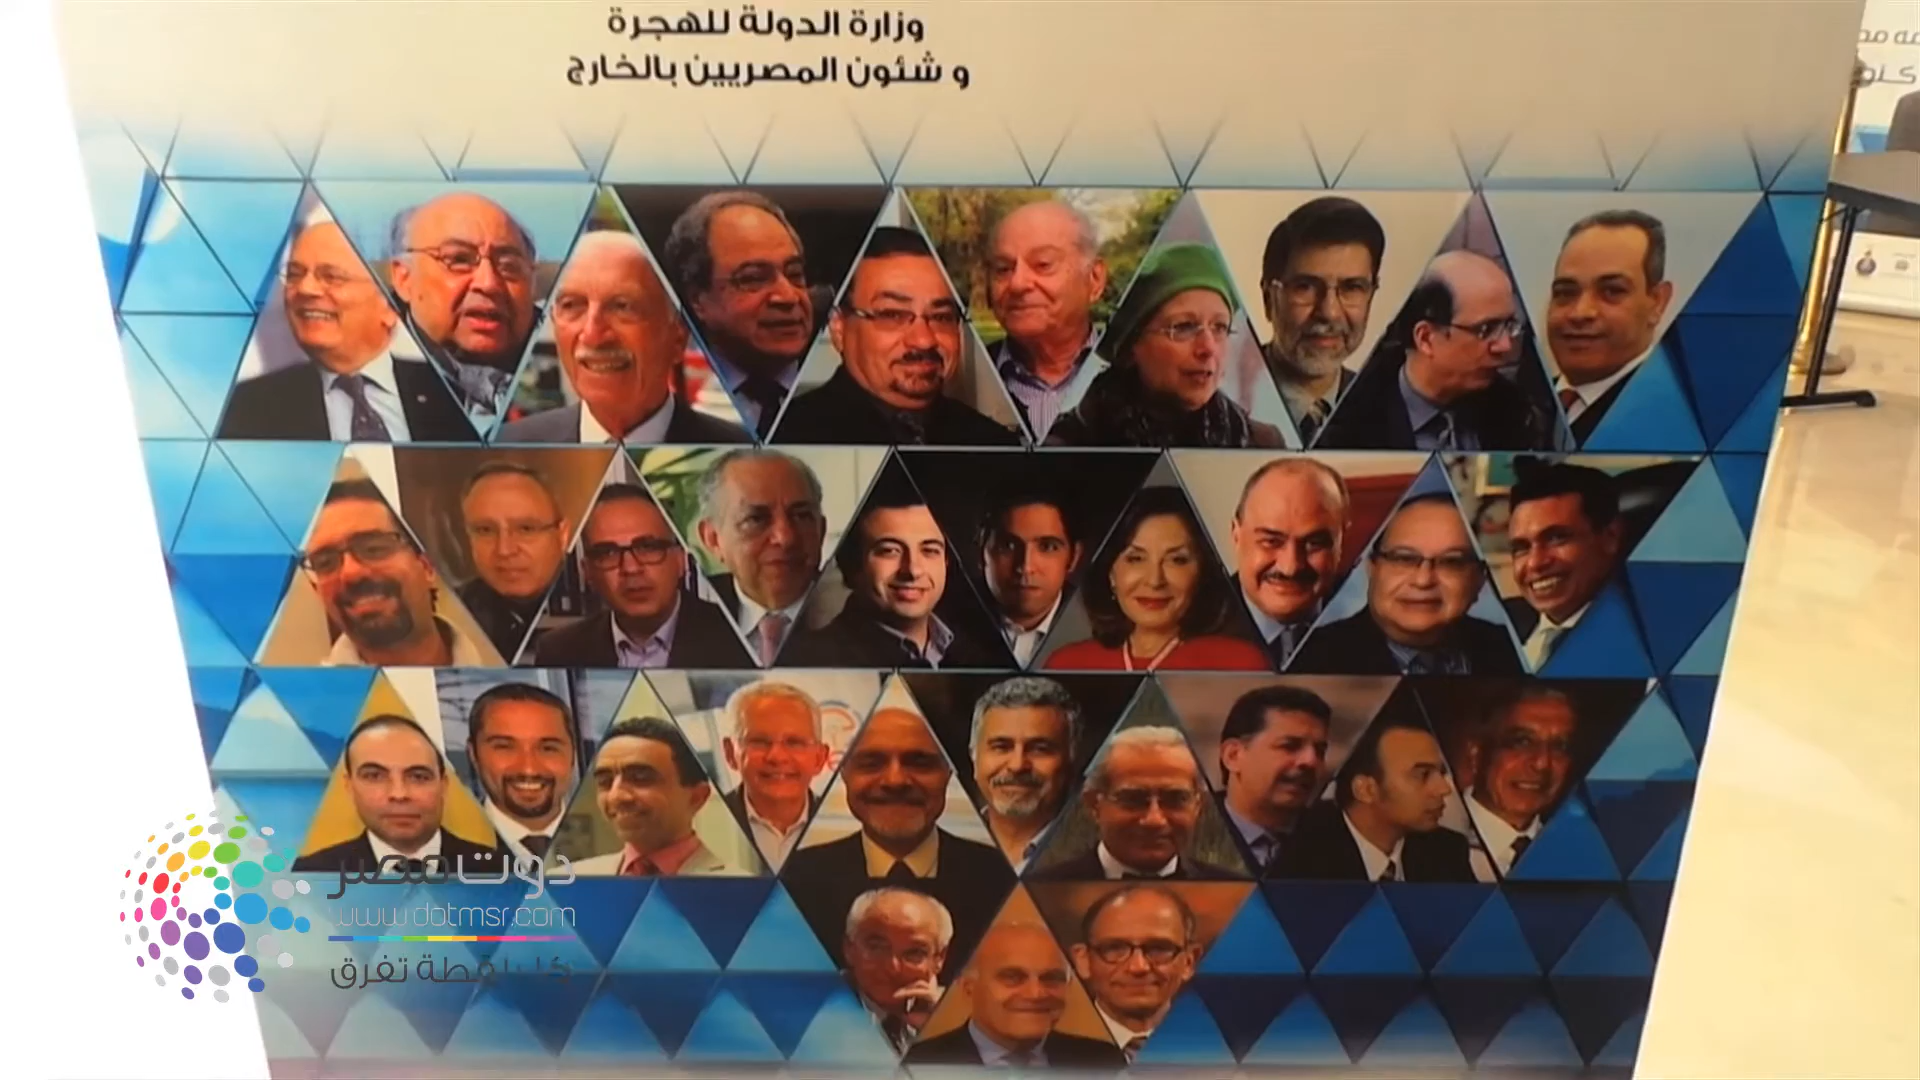 وزارة الدولة للهجرة
و شئون المصريين بالخارج
دوت مصر
www.dotmsr.com
كل لقطة تفرق